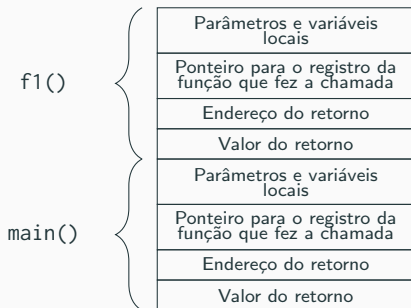 Parâmetros e variáveis
locais
f1()
Ponteiro para o registro da
função que fez a chamada
Endereço do retorno
Valor do retorno
Parâmetros e variáveis
locais
main()
Ponteiro para o registro da
função que fez a chamada
Endereço do retorno
Valor do retorno